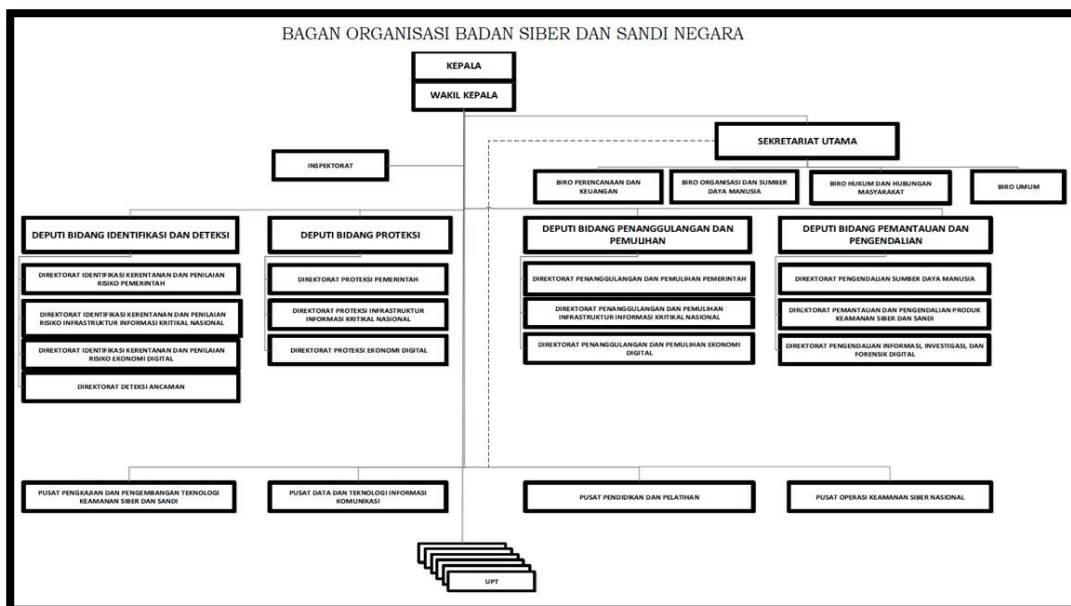 BAGAN ORGANISASI BADAN SIBER DAN SANDI NEGARA
KEPALA
WAKIL KEPALA
SEKRETARIAT UTAMA
INSPEKTORAT
BIRO PERENCANAAN DAN
KEUANGAN
BIRO ORGANISASI DAN SUMBER
DAYA MANUSIA
BIRO HUKUM DAN HUBUNGAN
MASYARAKAT
BIRO UMUM
DEPUTI BIDANG IDENTIFIKASI DAN DETEKSI
DIREKTORAT IDENTIFIKASI KERENTANAN DAN PENILAIAN
RISIKO PEMERINTAH
DIREKTORAT IDENTIFIKASI KERENTANAN DAN PENILAIAN
RISIKO INFRASTRUKTUR INFORMASI KRITIKAL NASIONAL
DIREKTORAT IDENTIFIKASI KERENTANAN DAN PENILAIAN
RISIKO EKONOMI DIGITAL
DIREKTORAT DETEKSI ANCAMAN
DEPUTI BIDANG PROTEKSI
DIREKTORAT PROTEKSI PEMERINTAH
DIREKTORAT PROTEKSI INFRASTRUKTUR
INFORMASI KRITIKAL NASIONAL
DIREKTORAT PROTEKSI EKONOMI DIGITAL
DEPUTI BIDANG PENANGGULANGAN DAN
PEMULIHAN
DIREKTORAT PENANGGULANGAN DAN PEMULIHAN PEMERINTAH
DIREKTORAT PENANGGULANGAN DAN PEMULIHAN
INFRASTRUKTUR INFORMASI KRITIKAL NASIONAL
DIREKTORAT PENANGGULANGAN DAN PEMULIHAN EKONOMI
DIGITAL
DEPUTI BIDANG PEMANTAUAN DAN
PENGENDALIAN
DIREKTORAT PENGENDALIAN SUMBER DAYA MANUSIA
DIREKTORAT PEMANTAUAN DAN PENGENDALIAN PRODUK
KEAMANAN SIBER DAN SANDI
DIREKTORAT PENGENDALIAN INFORMASI, INVESTIGASI, DAN
FORENSIK DIGITAL
PUSAT PENGKAJIAN DAN PENGEMBANGAN TEKNOLOGI
KEAMANAN SIBER DAN SANDI
PUSAT DATA DAN TEKNOLOGI INFORMASI
KOMUNIKASI
PUSAT PENDIDIKAN DAN PELATIHAN
PUSAT OPERASI KEAMANAN SIBER NASIONAL
UPT